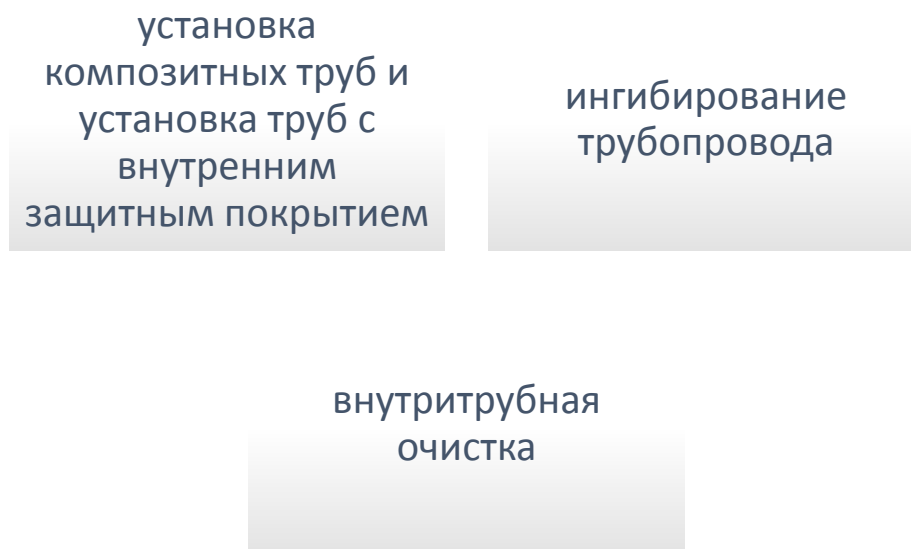 установка
композитных труб и
установка труб с
внутренним
защитным покрытием
ингибирование
трубопровода
внутритрубная
очистка